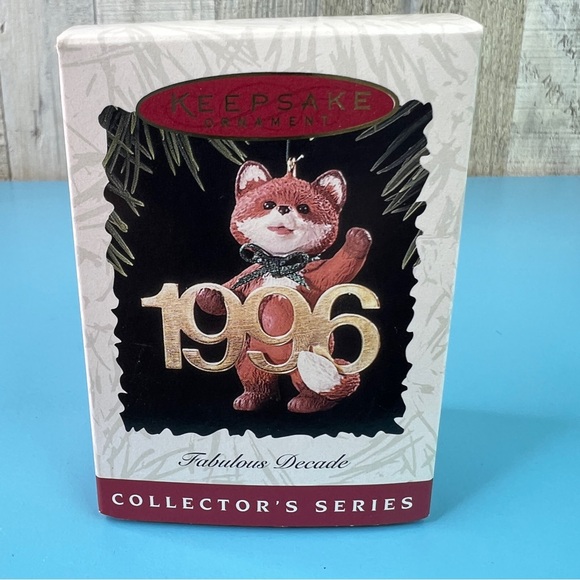 KEEPSAKE
ORNAMENT
1996
Fabulous Decade
COLLECTOR'S SERIES